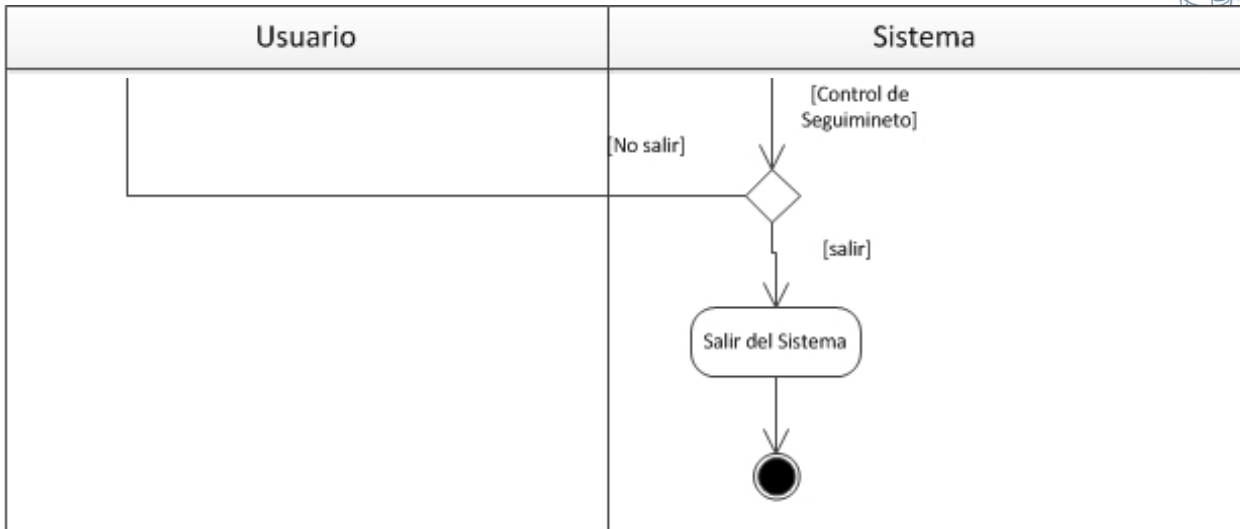 Usuario
Sistema
[Control de
Seguimineto]
[No salir]
[salir]
Salir del Sistema